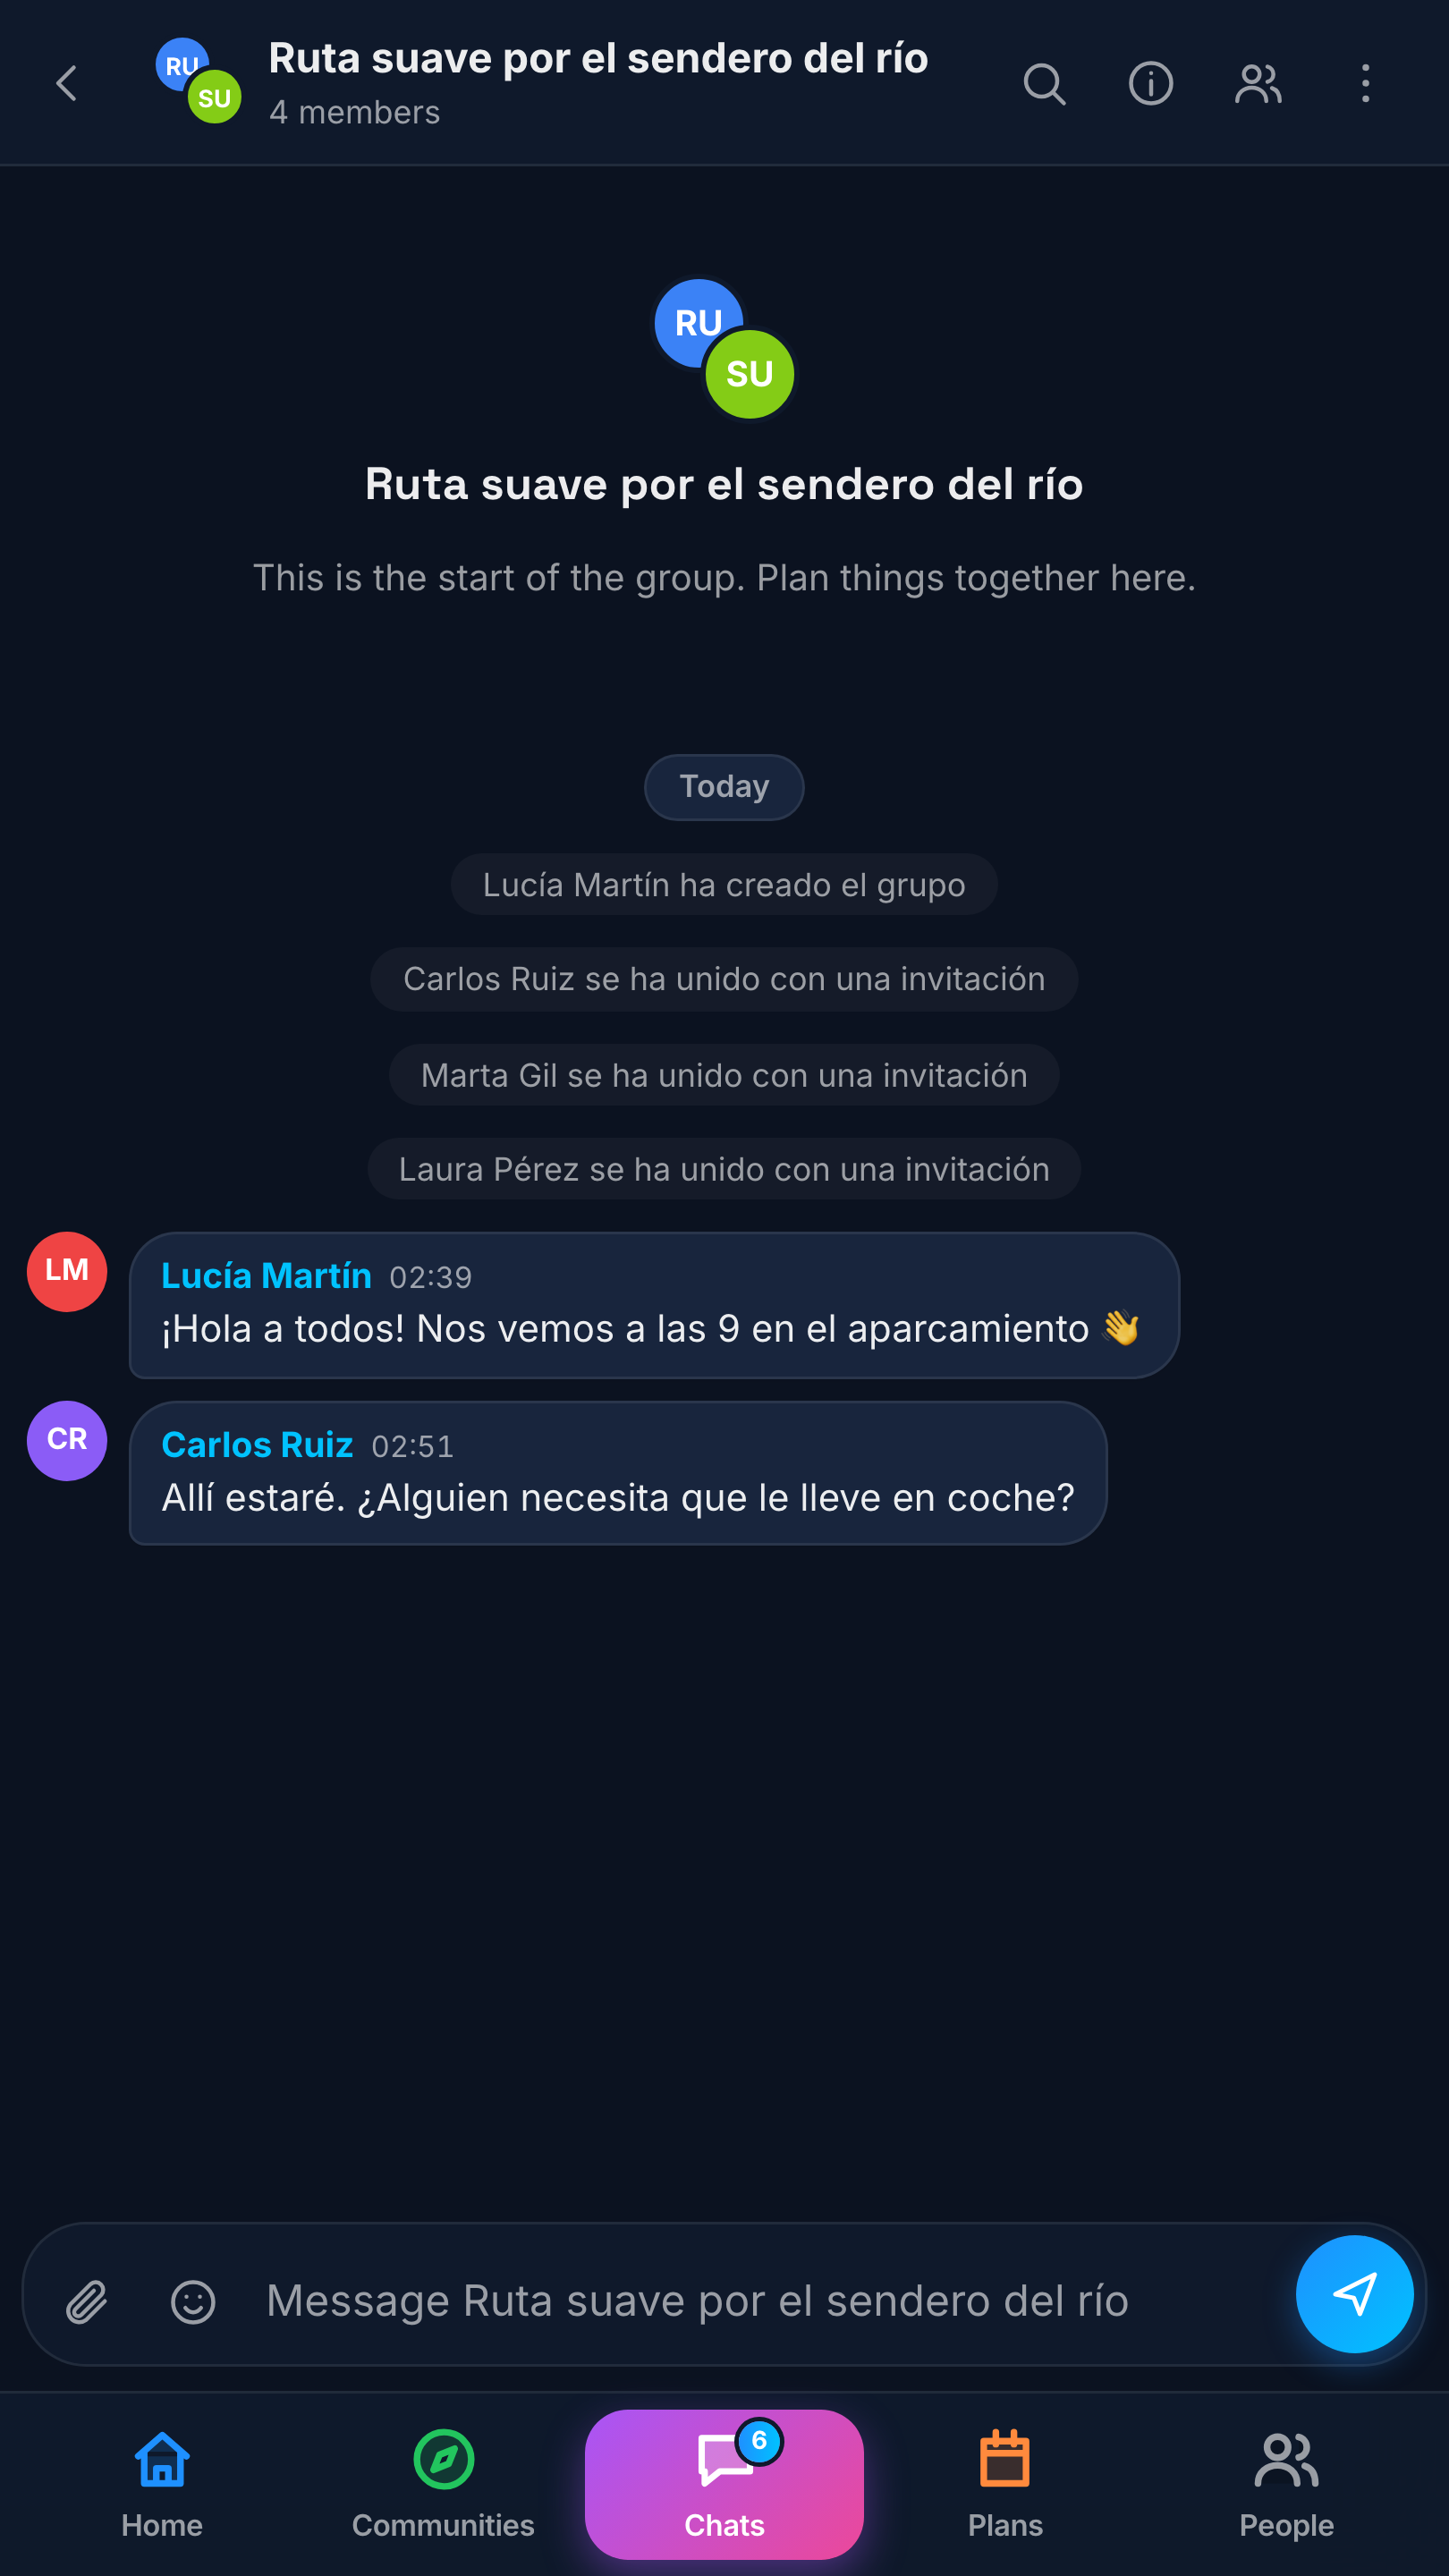 RU
SU
Ruta suave por el sendero del río
4 members
RU
SU
Ruta suave por el sendero del río
This is the start of the group. Plan things together here.
Today
Lucía Martín ha creado el grupo
Carlos Ruiz se ha unido con una invitación
Marta Gil se ha unido con una invitación
Laura Pérez se ha unido con una invitación
LM
Lucía Martín 02:39
¡Hola a todos! Nos vemos a las 9 en el aparcamiento 👋
CR
Carlos Ruiz 02:51
Allí estaré. ¿Alguien necesita que le lleve en coche?
Message Ruta suave por el sendero del río
6
Home
Communities
Chats
Plans
People